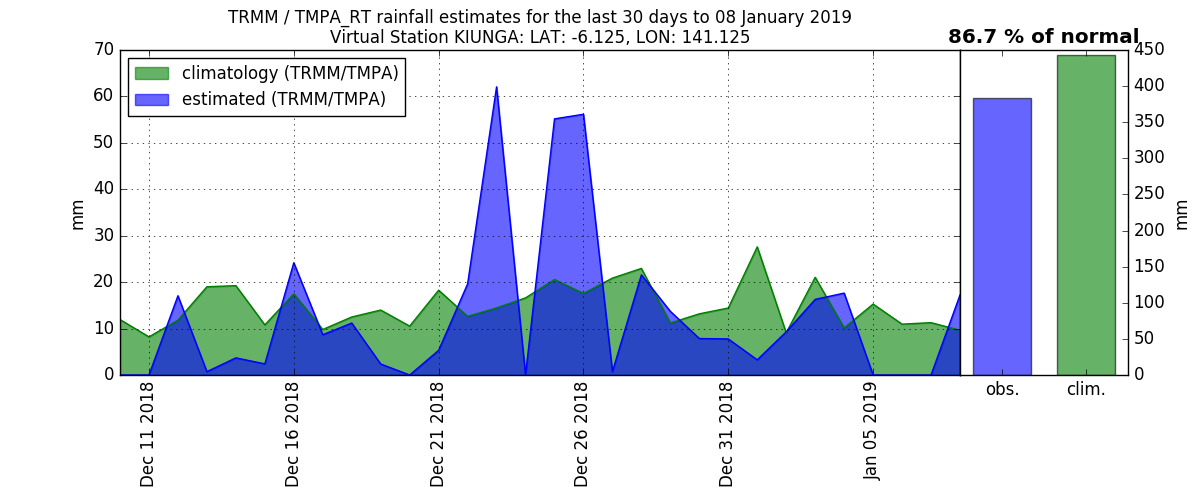 TRMM / TMPA_RT rainfall estimates for the last 30 days to 08 January 2019
Virtual Station KIUNGA: LAT: -6.125, LON: 141.125
86.7 % of normal
climatology (TRMM/TMPA)
estimated (TRMM/TMPA)
70
60
50
40
30
20
10
0
mm
Dec 11 2018
Dec 16 2018
Dec 21 2018
Dec 26 2018
Dec 31 2018
Jan 05 2019
450
400
350
300
250
200
150
100
50
0
mm
obs.
clim.